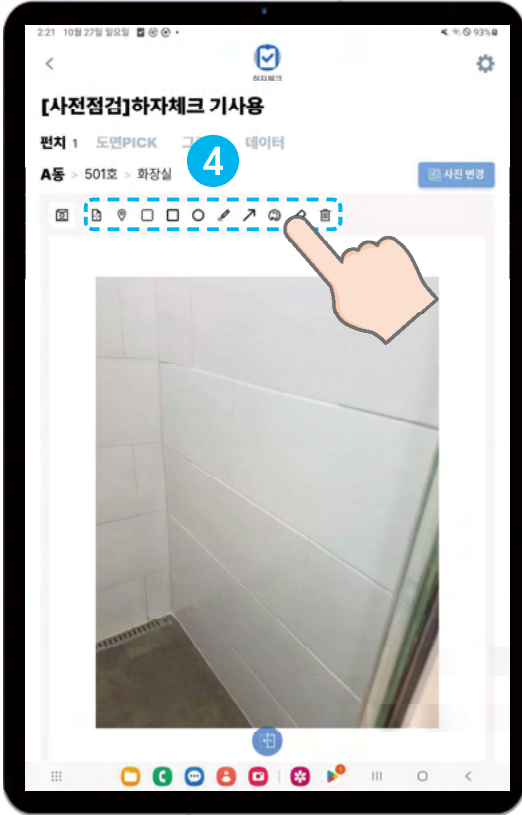 2:21 10월 27일 일요일 93%
하자체크
[사전점검]하자체크 기사용
펀치 1 도면PICK 그 데이터
4
A동 > 501호 > 화장실 사진 변경